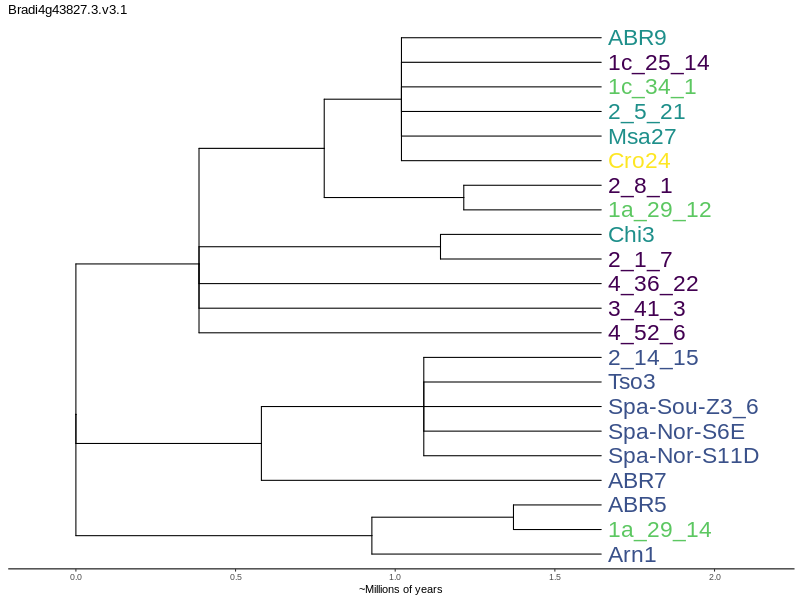 Bradi4g43827.3.v3.1
ABR9
1c_25_14
1c_34_1
2_5_21
Msa27
Cro24
2_8_1
1a_29_12
Chi3
2_1_7
4_36_22
3_41_3
4_52_6
2_14_15
Tso3
Spa-Sou-Z3_6
Spa-Nor-S6E
Spa-Nor-S11D
ABR7
ABR5
1a_29_14
Arn1
0.0 0.5 1.0 1.5 2.0
~Millions of years